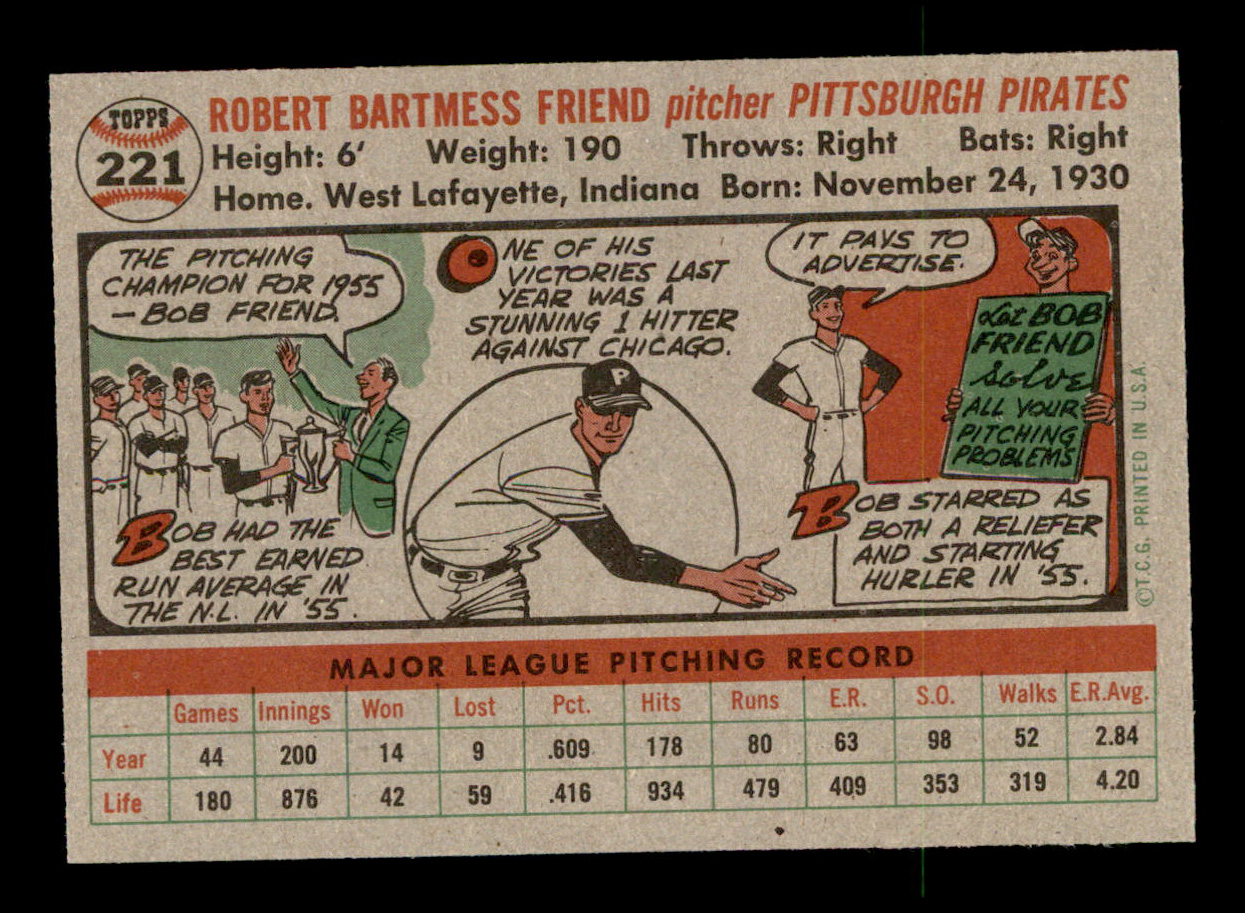 TOPPS
221
ROBERT BARTMESS FRIEND pitcher PITTSBURGH PIRATES
Height: 6' Weight: 190 Throws: Right Bats: Right
Home. West Lafayette, Indiana Born: November 24, 1930
THE PITCHING
CHAMPION FOR 1955
— BOB FRIEND.
BOB HAD THE
BEST EARNED
RUN AVERAGE IN
THE N.L. IN '55.
ONE OF HIS
VICTORIES LAST
YEAR WAS A
STUNNING 1 HITTER
AGAINST CHICAGO.
P
IT PAYS TO
ADVERTISE.
Let BOB
FRIEND
Solve
ALL YOUR
PITCHING
PROBLEMS
BOB STARRED AS
BOTH A RELIEFER
AND STARTING
HURLER IN '55.
©T.C.G. PRINTED IN U.S.A.
MAJOR LEAGUE PITCHING RECORD
Games Innings Won Lost Pct. Hits Runs E.R. S.O. Walks E.R.Avg.
Year 44 200 14 9 .609 178 80 63 98 52 2.84
Life 180 876 42 59 .416 934 479 409 353 319 4.20